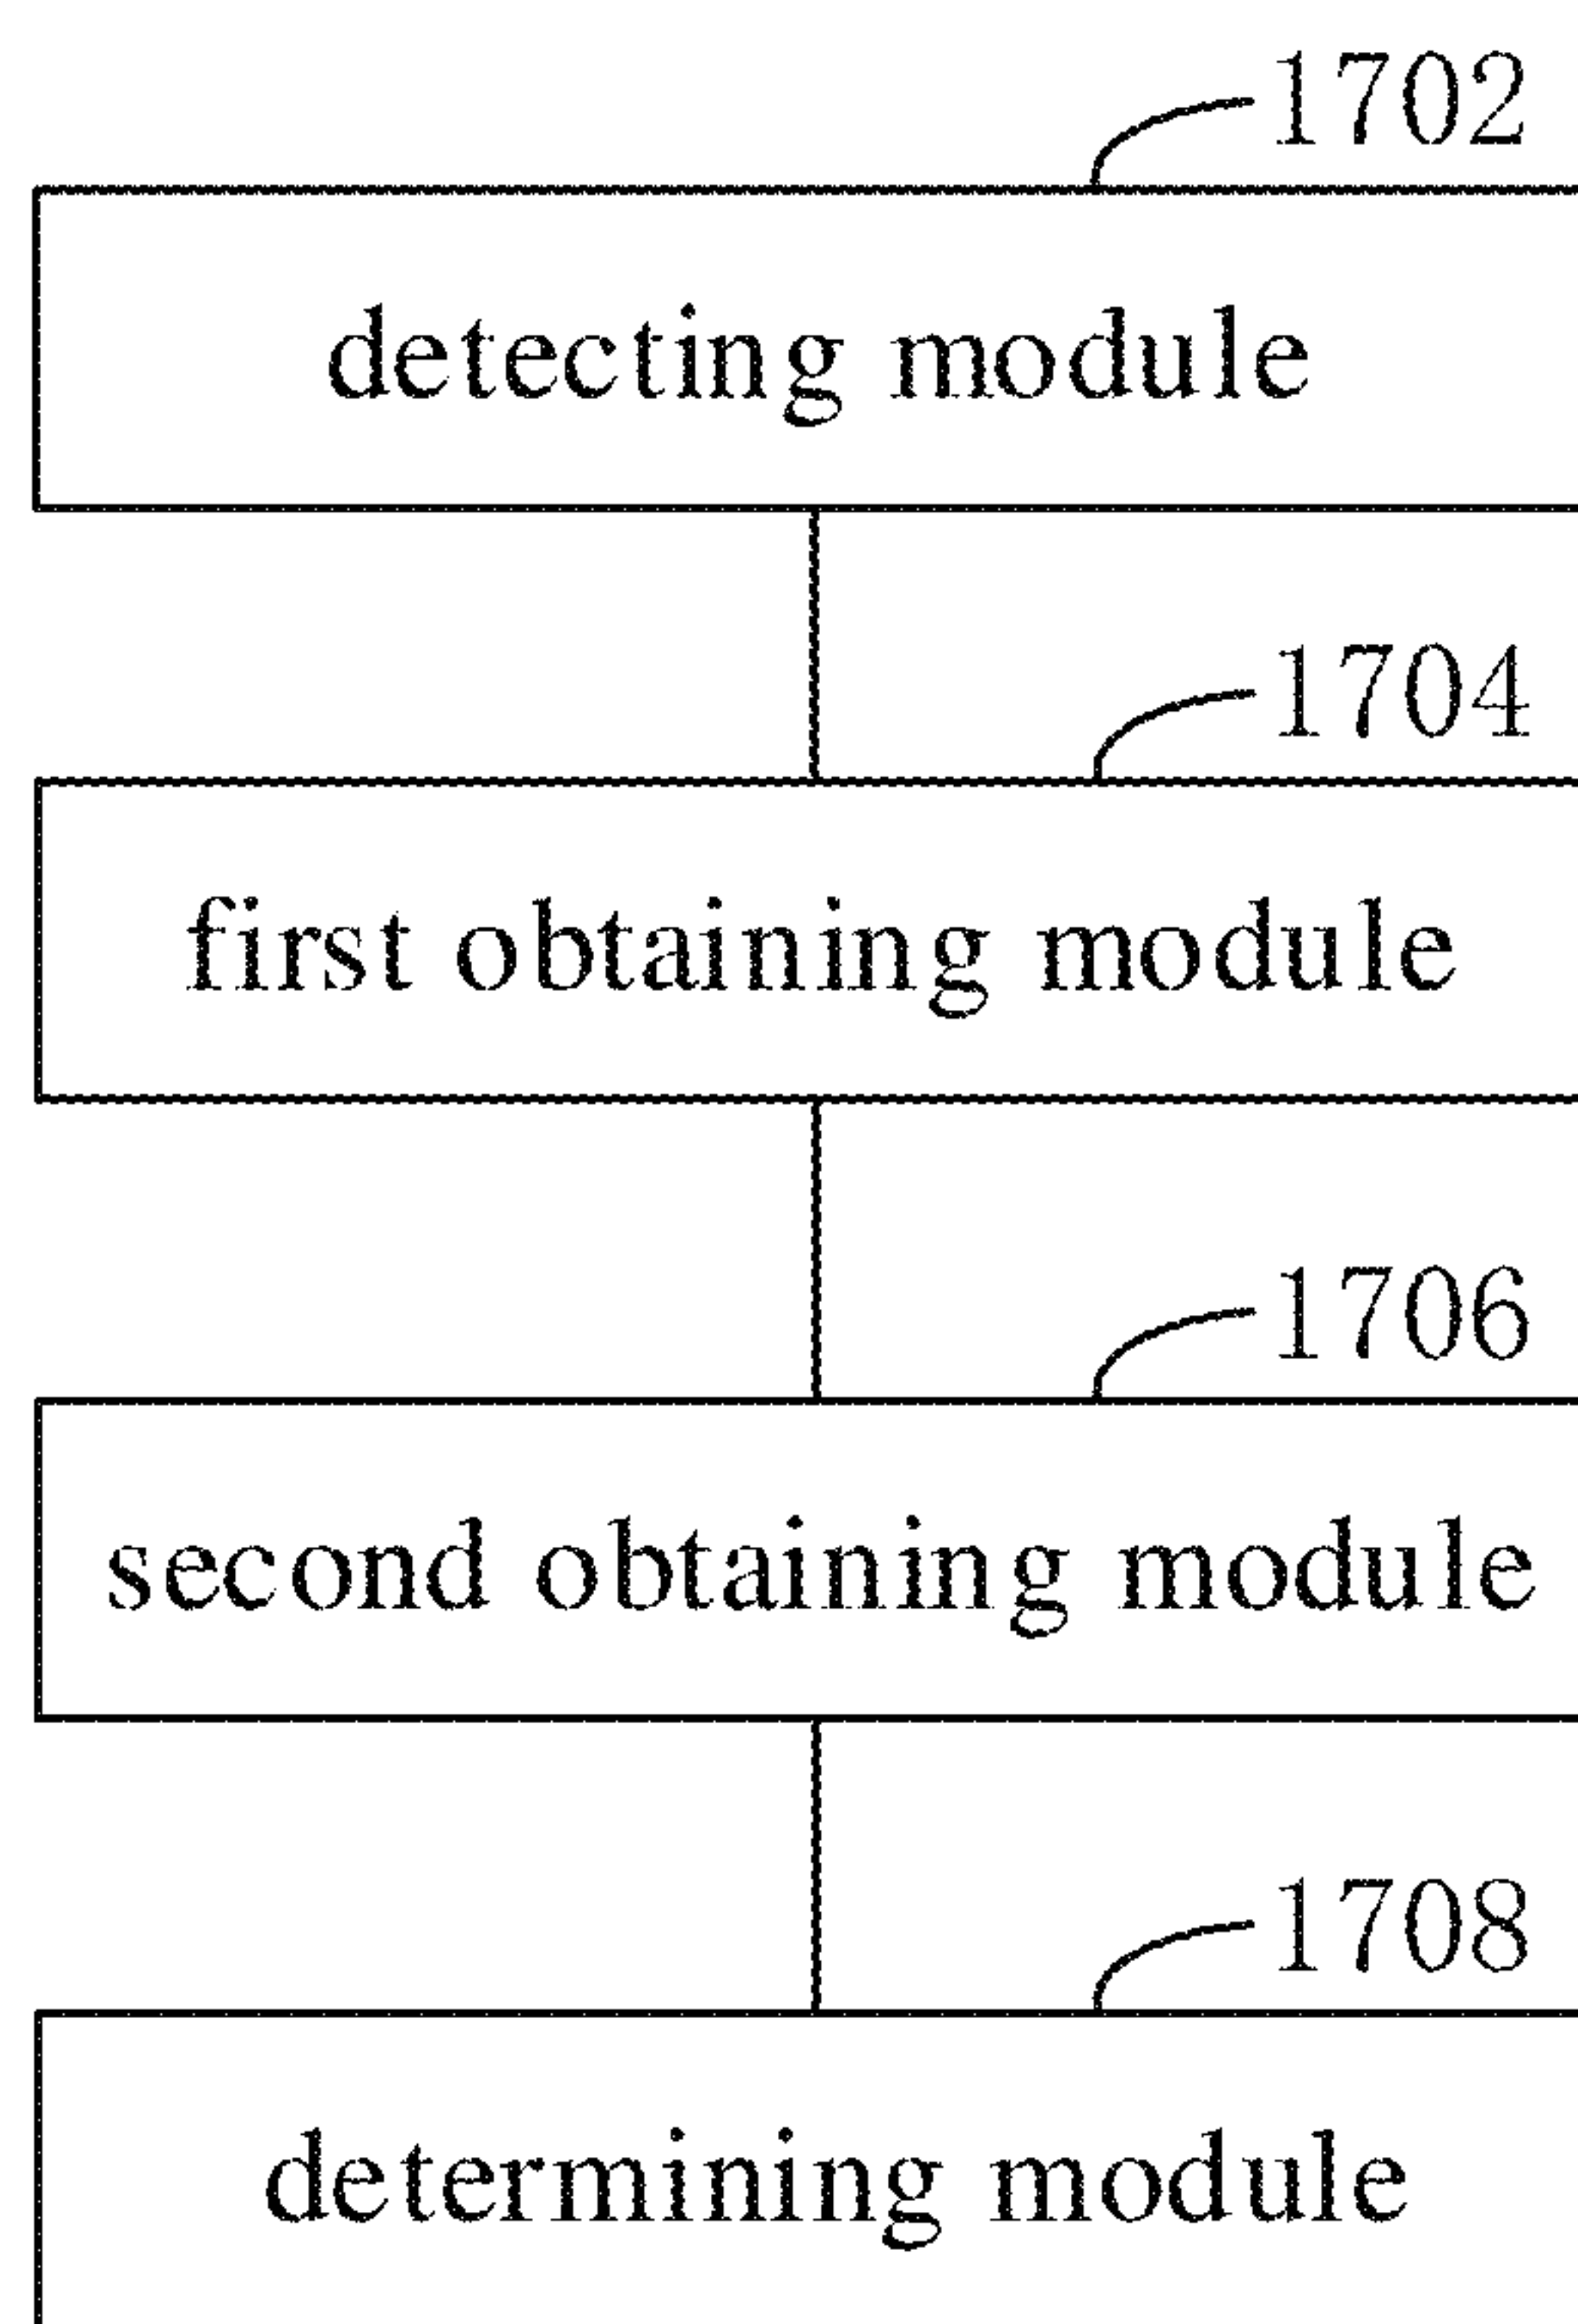 1702
detecting module
1704
first obtaining module
1706
second obtaining module
1708
determining module